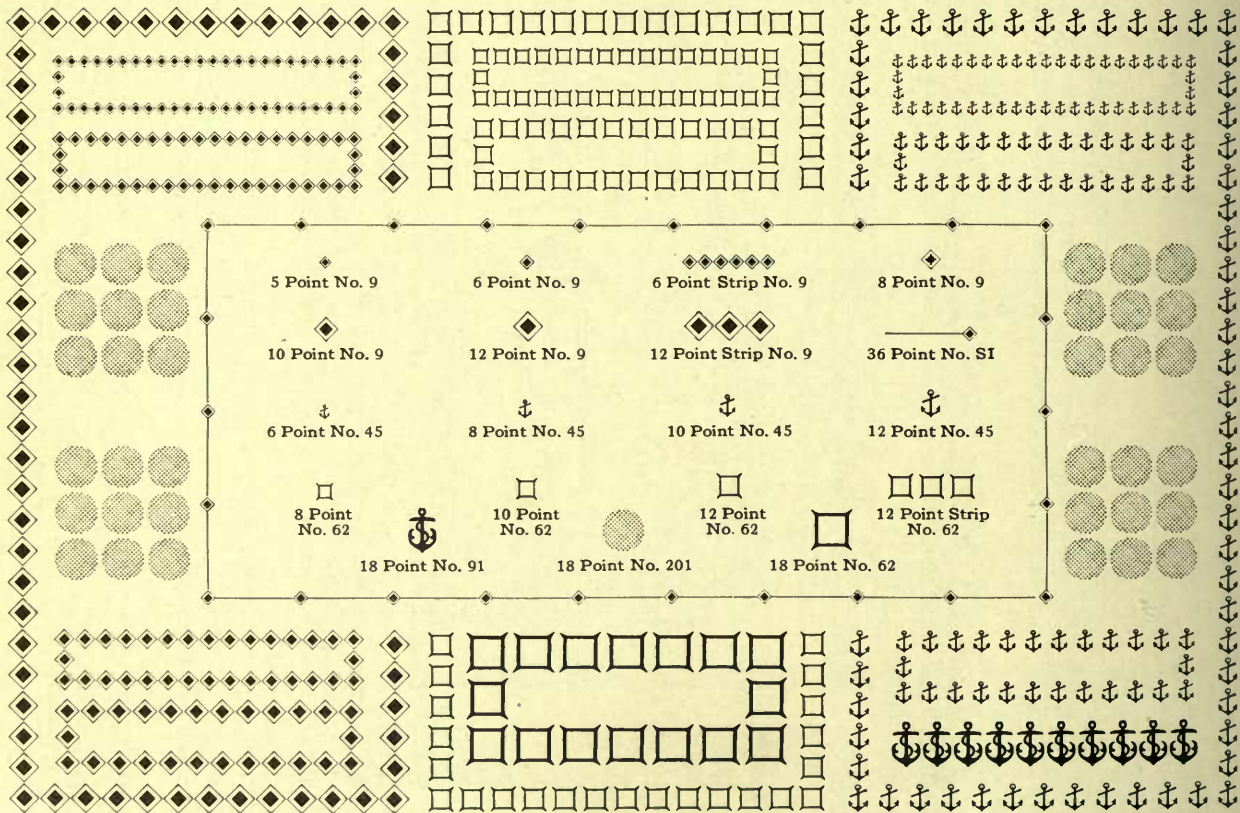 5 Point No. 9
6 Point No. 9
6 Point Strip No. 9
8 Point No. 9
10 Point No. 9
12 Point No. 9
12 Point Strip No. 9
36 Point No. SI
6 Point No. 45
8 Point No. 45
10 Point No. 45
12 Point No. 45
8 Point
No. 62
10 Point
No. 62
12 Point
No. 62
12 Point Strip
No. 62
18 Point No. 91
18 Point No. 201
18 Point No. 62